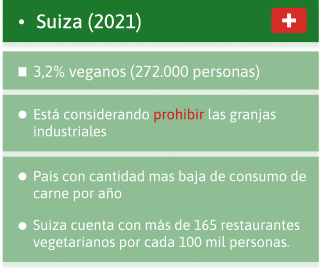 • Suiza (2021)
▪ 3,2% veganos (272.000 personas)
• Está considerando prohibir las granjas
industriales
• Pais con cantidad mas baja de consumo de
carne por año
• Suiza cuenta con más de 165 restaurantes
vegetarianos por cada 100 mil personas.